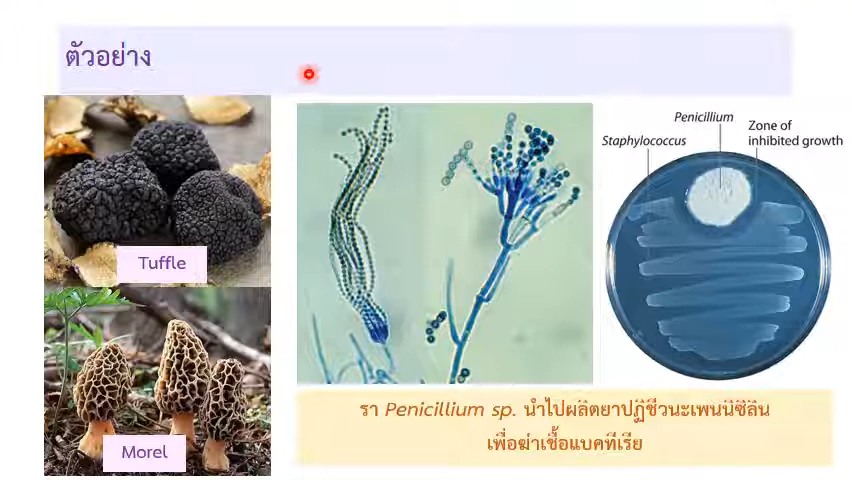 ตัวอย่าง
Tuffle
Morel
Penicillium
Staphylococcus
Zone of
inhibited growth
รา Penicillium sp. นำไปผลิตยาปฏิชีวนะเพนนิซิลิน
เพื่อฆ่าเชื้อแบคทีเรีย